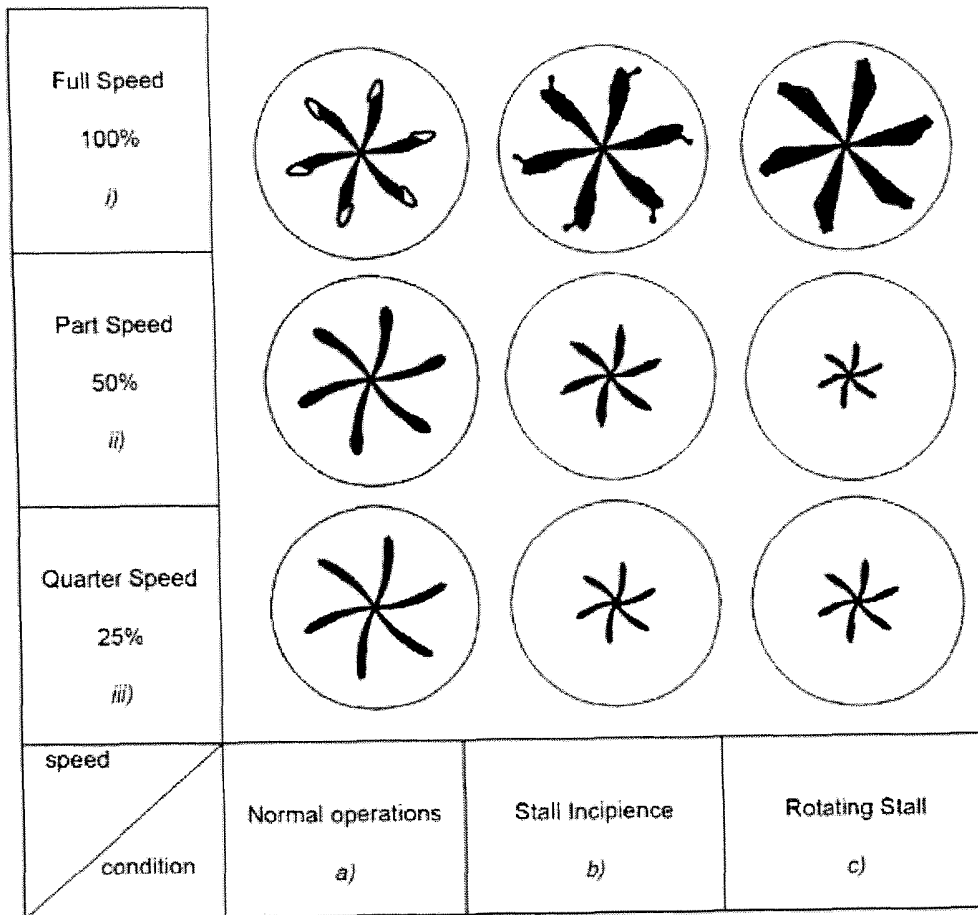 Full Speed
100%
i)
Part Speed
50%
ii)
Quarter Speed
25%
iii)
speed
condition
Normal operations
a)
Stall Incipience
b)
Rotating Stall
c)